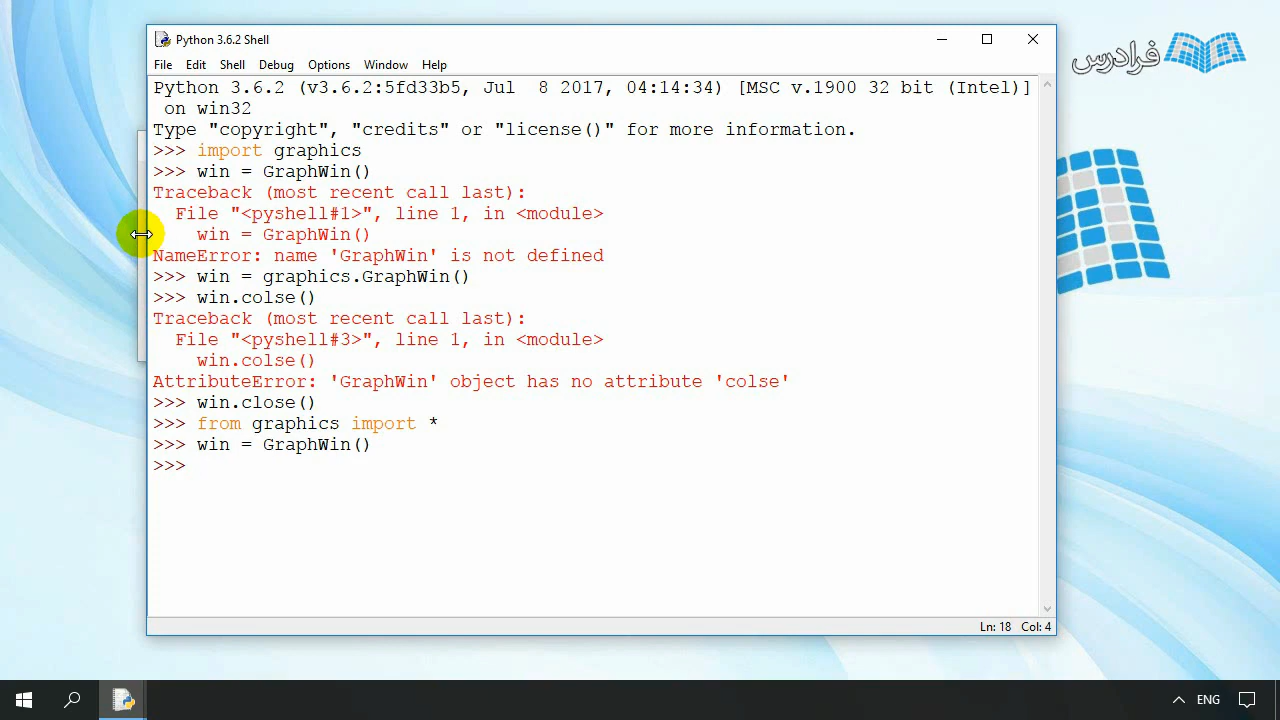 Python 3.6.2 Shell
فرادرس
File Edit Shell Debug Options Window Help
Python 3.6.2 (v3.6.2:5fd33b5, Jul  8 2017, 04:14:34) [MSC v.1900 32 bit (Intel)]
 on win32
Type "copyright", "credits" or "license()" for more information.
>>> import graphics
>>> win = GraphWin()
Traceback (most recent call last):
  File "<pyshell#1>", line 1, in <module>
    win = GraphWin()
NameError: name 'GraphWin' is not defined
>>> win = graphics.GraphWin()
>>> win.colse()
Traceback (most recent call last):
  File "<pyshell#3>", line 1, in <module>
    win.colse()
AttributeError: 'GraphWin' object has no attribute 'colse'
>>> win.close()
>>> from graphics import *
>>> win = GraphWin()
>>>
Ln: 18 Col: 4
ENG